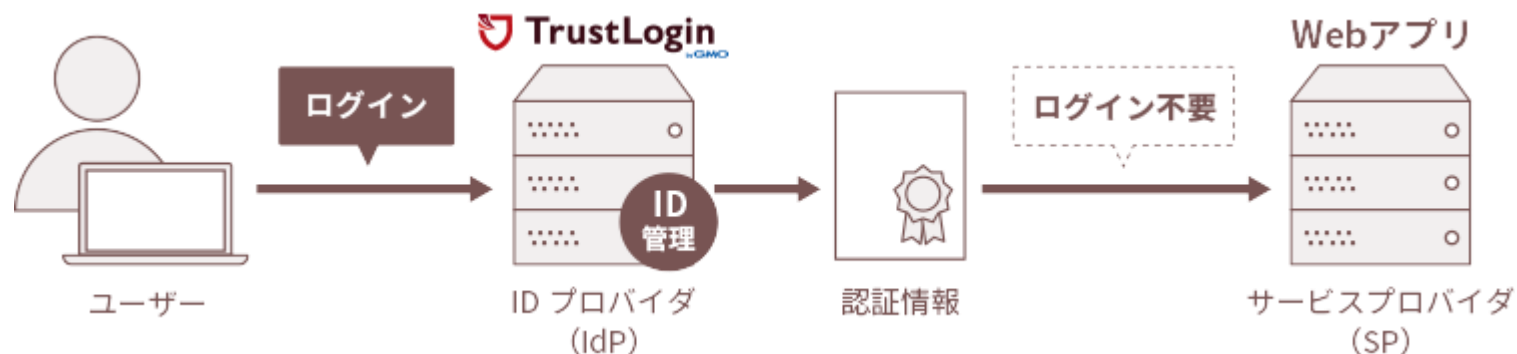 TrustLogin
by GMO
Webアプリ
ログイン
ログイン不要
ID
管理
ユーザー
ID プロバイダ
（IdP）
認証情報
サービスプロバイダ
（SP）